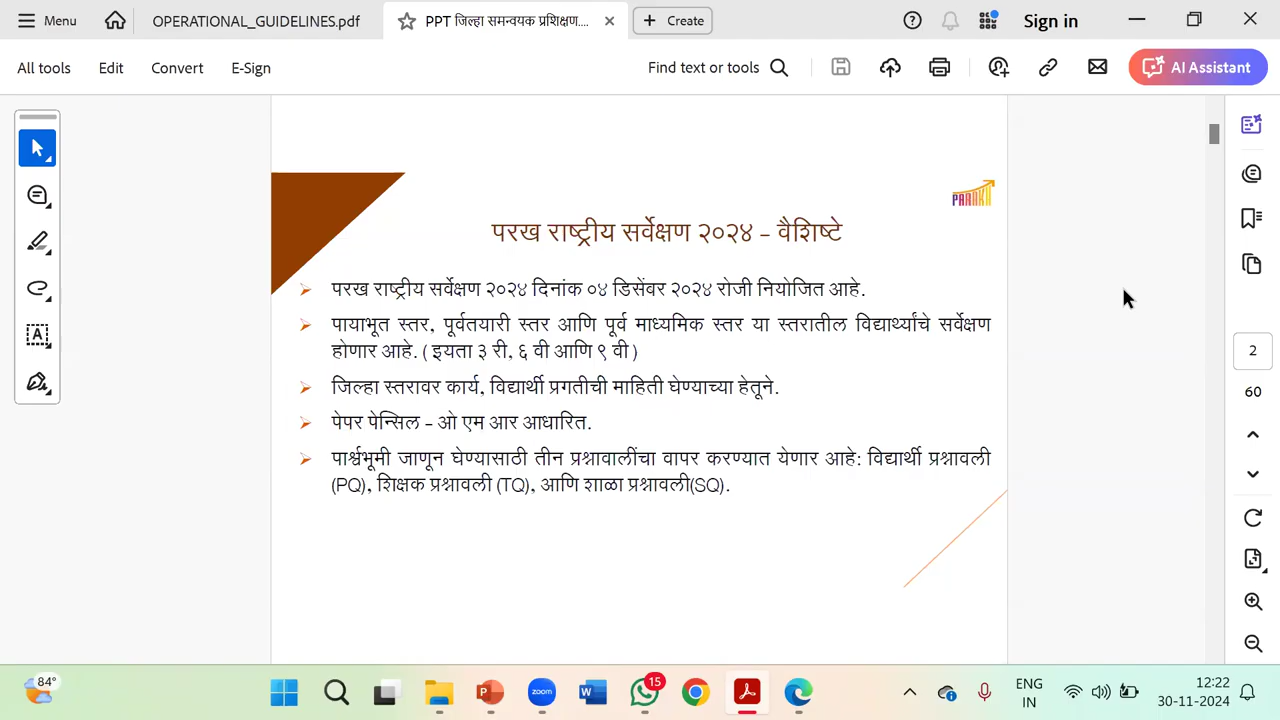 Menu
OPERATIONAL_GUIDELINES.pdf
PPT जिल्हा समन्वयक प्रशिक्षण....
Create
Sign in
All tools
Edit
Convert
E-Sign
Find text or tools
AI Assistant
PARAKH
परख राष्ट्रीय सर्वेक्षण २०२४ – वैशिष्टे
परख राष्ट्रीय सर्वेक्षण २०२४ दिनांक ०४ डिसेंबर २०२४ रोजी नियोजित आहे.
पायाभूत स्तर, पूर्वतयारी स्तर आणि पूर्व माध्यमिक स्तर या स्तरातील विद्यार्थ्यांचे सर्वेक्षण
होणार आहे. ( इयता ३ री, ६ वी आणि ९ वी )
जिल्हा स्तरावर कार्य, विद्यार्थी प्रगतीची माहिती घेण्याच्या हेतूने.
पेपर पेन्सिल – ओ एम आर आधारित.
पार्श्वभूमी जाणून घेण्यासाठी तीन प्रश्नावालींचा वापर करण्यात येणार आहे: विद्यार्थी प्रश्नावली
(PQ), शिक्षक प्रश्नावली (TQ), आणि शाळा प्रश्नावली(SQ).
2
60
84°
zoom
15
ENG
IN
12:22
30-11-2024